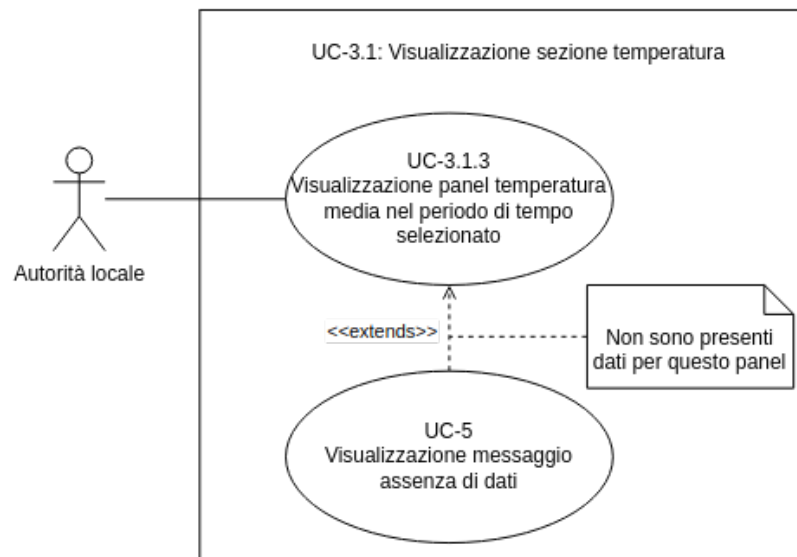 UC-3.1: Visualizzazione sezione temperatura
UC-3.1.3
Visualizzazione panel temperatura
media nel periodo di tempo
selezionato
Autorità locale
<<extends>>
Non sono presenti
dati per questo panel
UC-5
Visualizzazione messaggio
assenza di dati